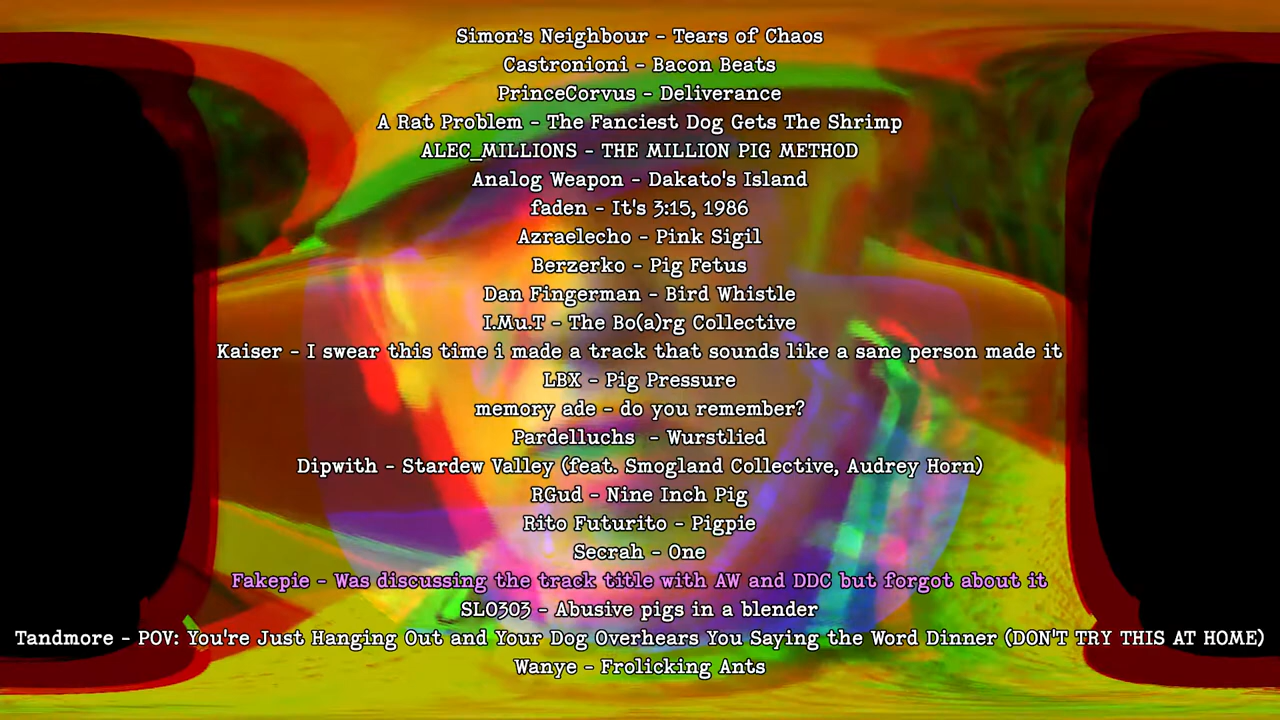 Simon’s Neighbour - Tears of Chaos
Castronioni - Bacon Beats
PrinceCorvus - Deliverance
A Rat Problem - The Fanciest Dog Gets The Shrimp
ALEC_MILLIONS - THE MILLION PIG METHOD
Analog Weapon - Dakato's Island
faden - It's 3:15, 1986
Azraelecho - Pink Sigil
Berzerko - Pig Fetus
Dan Fingerman - Bird Whistle
I.Mu.T - The Bo(a)rg Collective
Kaiser - I swear this time i made a track that sounds like a sane person made it
LBX - Pig Pressure
memory ade - do you remember?
Pardelluchs  - Wurstlied
Dipwith - Stardew Valley (feat. Smogland Collective, Audrey Horn)
RGud - Nine Inch Pig
Rito Futurito - Pigpie
Secrah - One
Fakepie - Was discussing the track title with AW and DDC but forgot about it
SL0303 - Abusive pigs in a blender
Tandmore - POV: You're Just Hanging Out and Your Dog Overhears You Saying the Word Dinner (DON'T TRY THIS AT HOME)
Wanye - Frolicking Ants